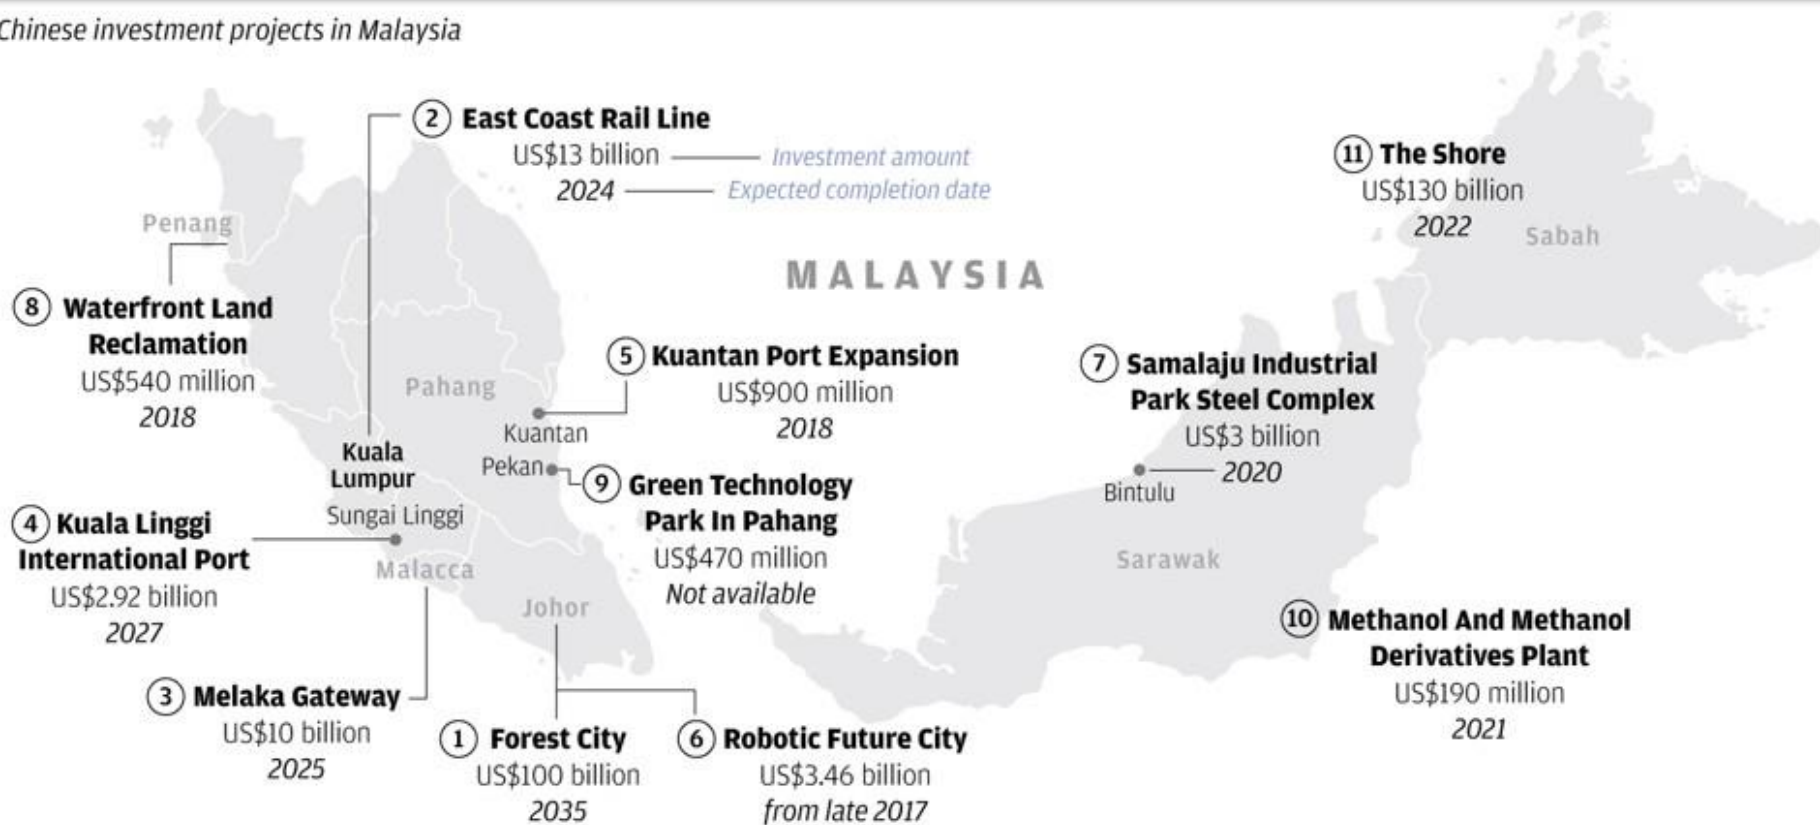 Chinese investment projects in Malaysia
2 East Coast Rail Line
US$13 billion
Investment amount
2024
Expected completion date
11 The Shore
US$130 billion
2022
Penang
Sabah
MALAYSIA
8 Waterfront Land
Reclamation
US$540 million
2018
Pahang
5 Kuantan Port Expansion
US$900 million
2018
Kuantan
7 Samalaju Industrial
Park Steel Complex
US$3 billion
2020
Bintulu
Kuala
Lumpur
Pekan
9 Green Technology
Park In Pahang
US$470 million
Not available
Sungai Linggi
4 Kuala Linggi
International Port
US$2.92 billion
2027
Malacca
Johor
Sarawak
10 Methanol And Methanol
Derivatives Plant
US$190 million
2021
3 Melaka Gateway
US$10 billion
2025
1 Forest City
US$100 billion
2035
6 Robotic Future City
US$3.46 billion
from late 2017